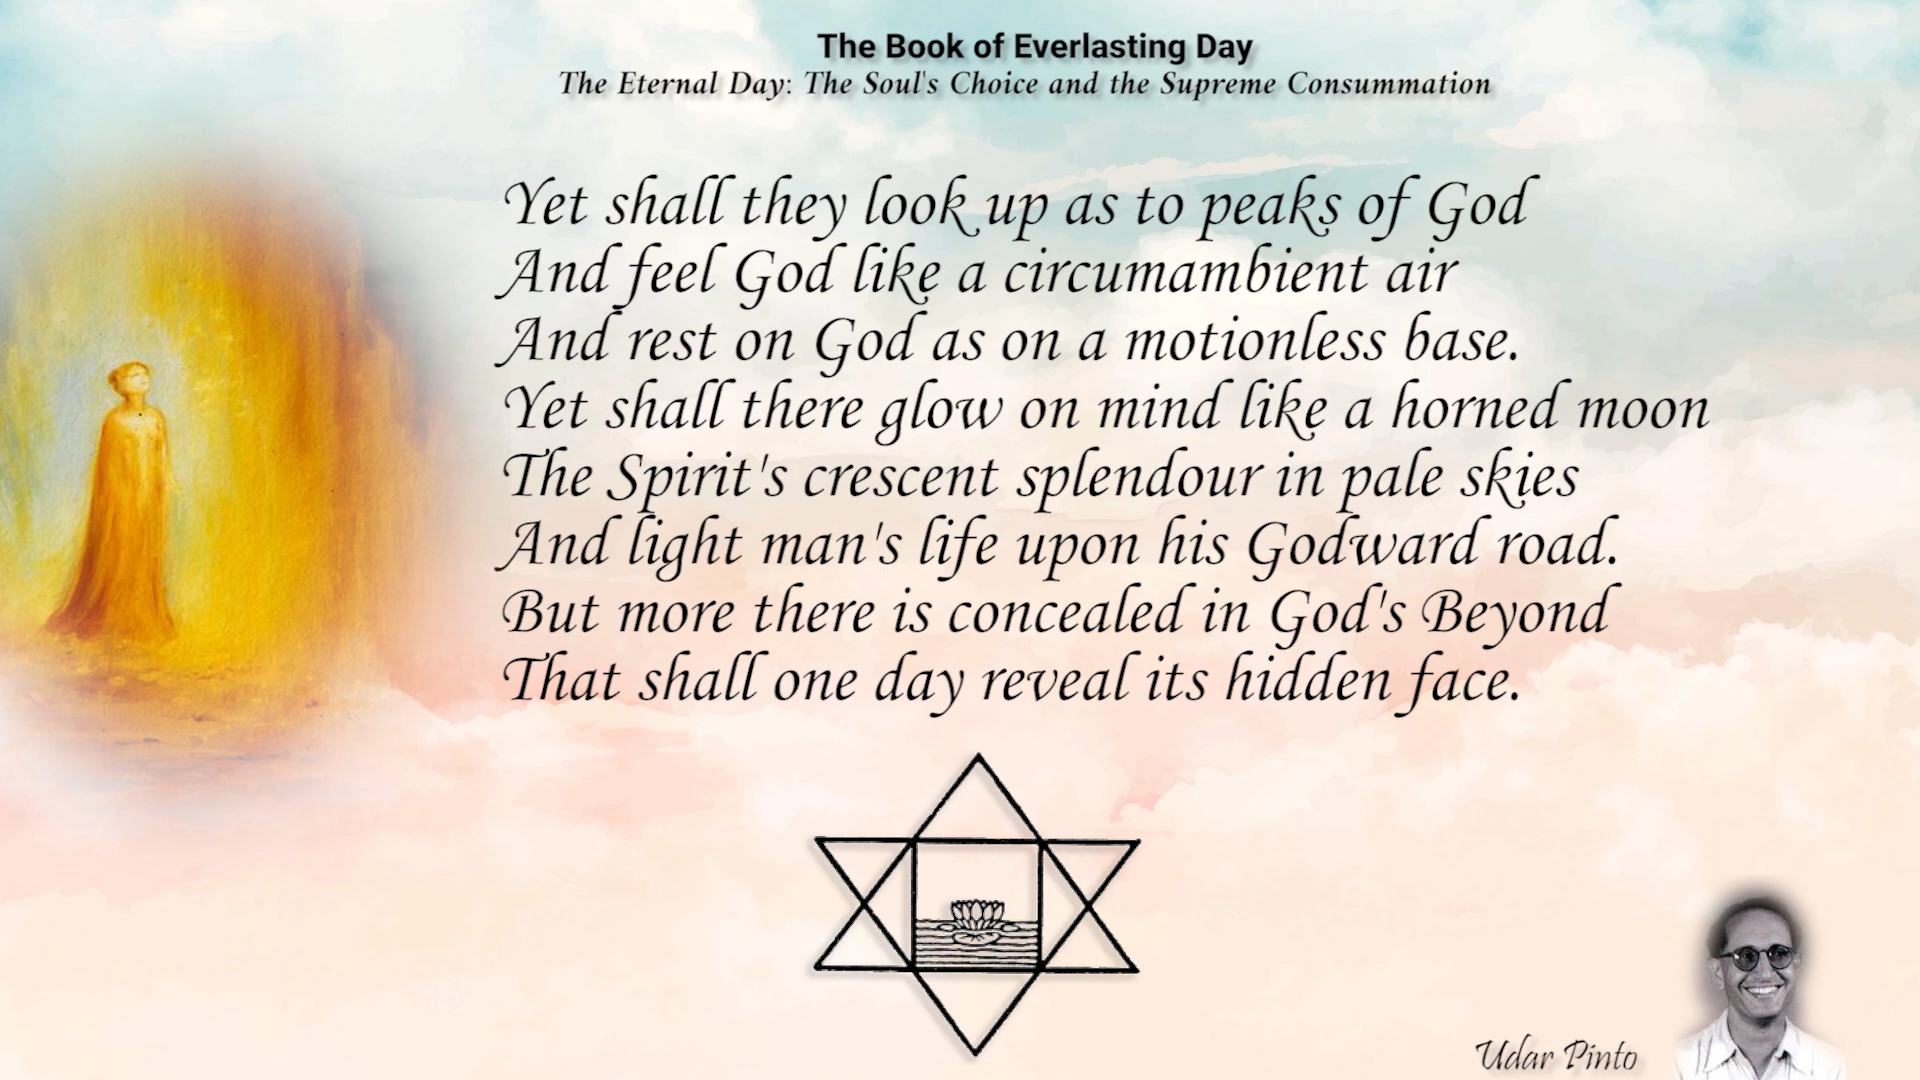 The Book of Everlasting Day
The Eternal Day: The Soul's Choice and the Supreme Consummation
Yet shall they look up as to peaks of God
And feel God like a circumambient air
And rest on God as on a motionless base.
Yet shall there glow on mind like a horned moon
The Spirit's crescent splendour in pale skies
And light man's life upon his Godward road.
But more there is concealed in God's Beyond
That shall one day reveal its hidden face.
Udar Pinto